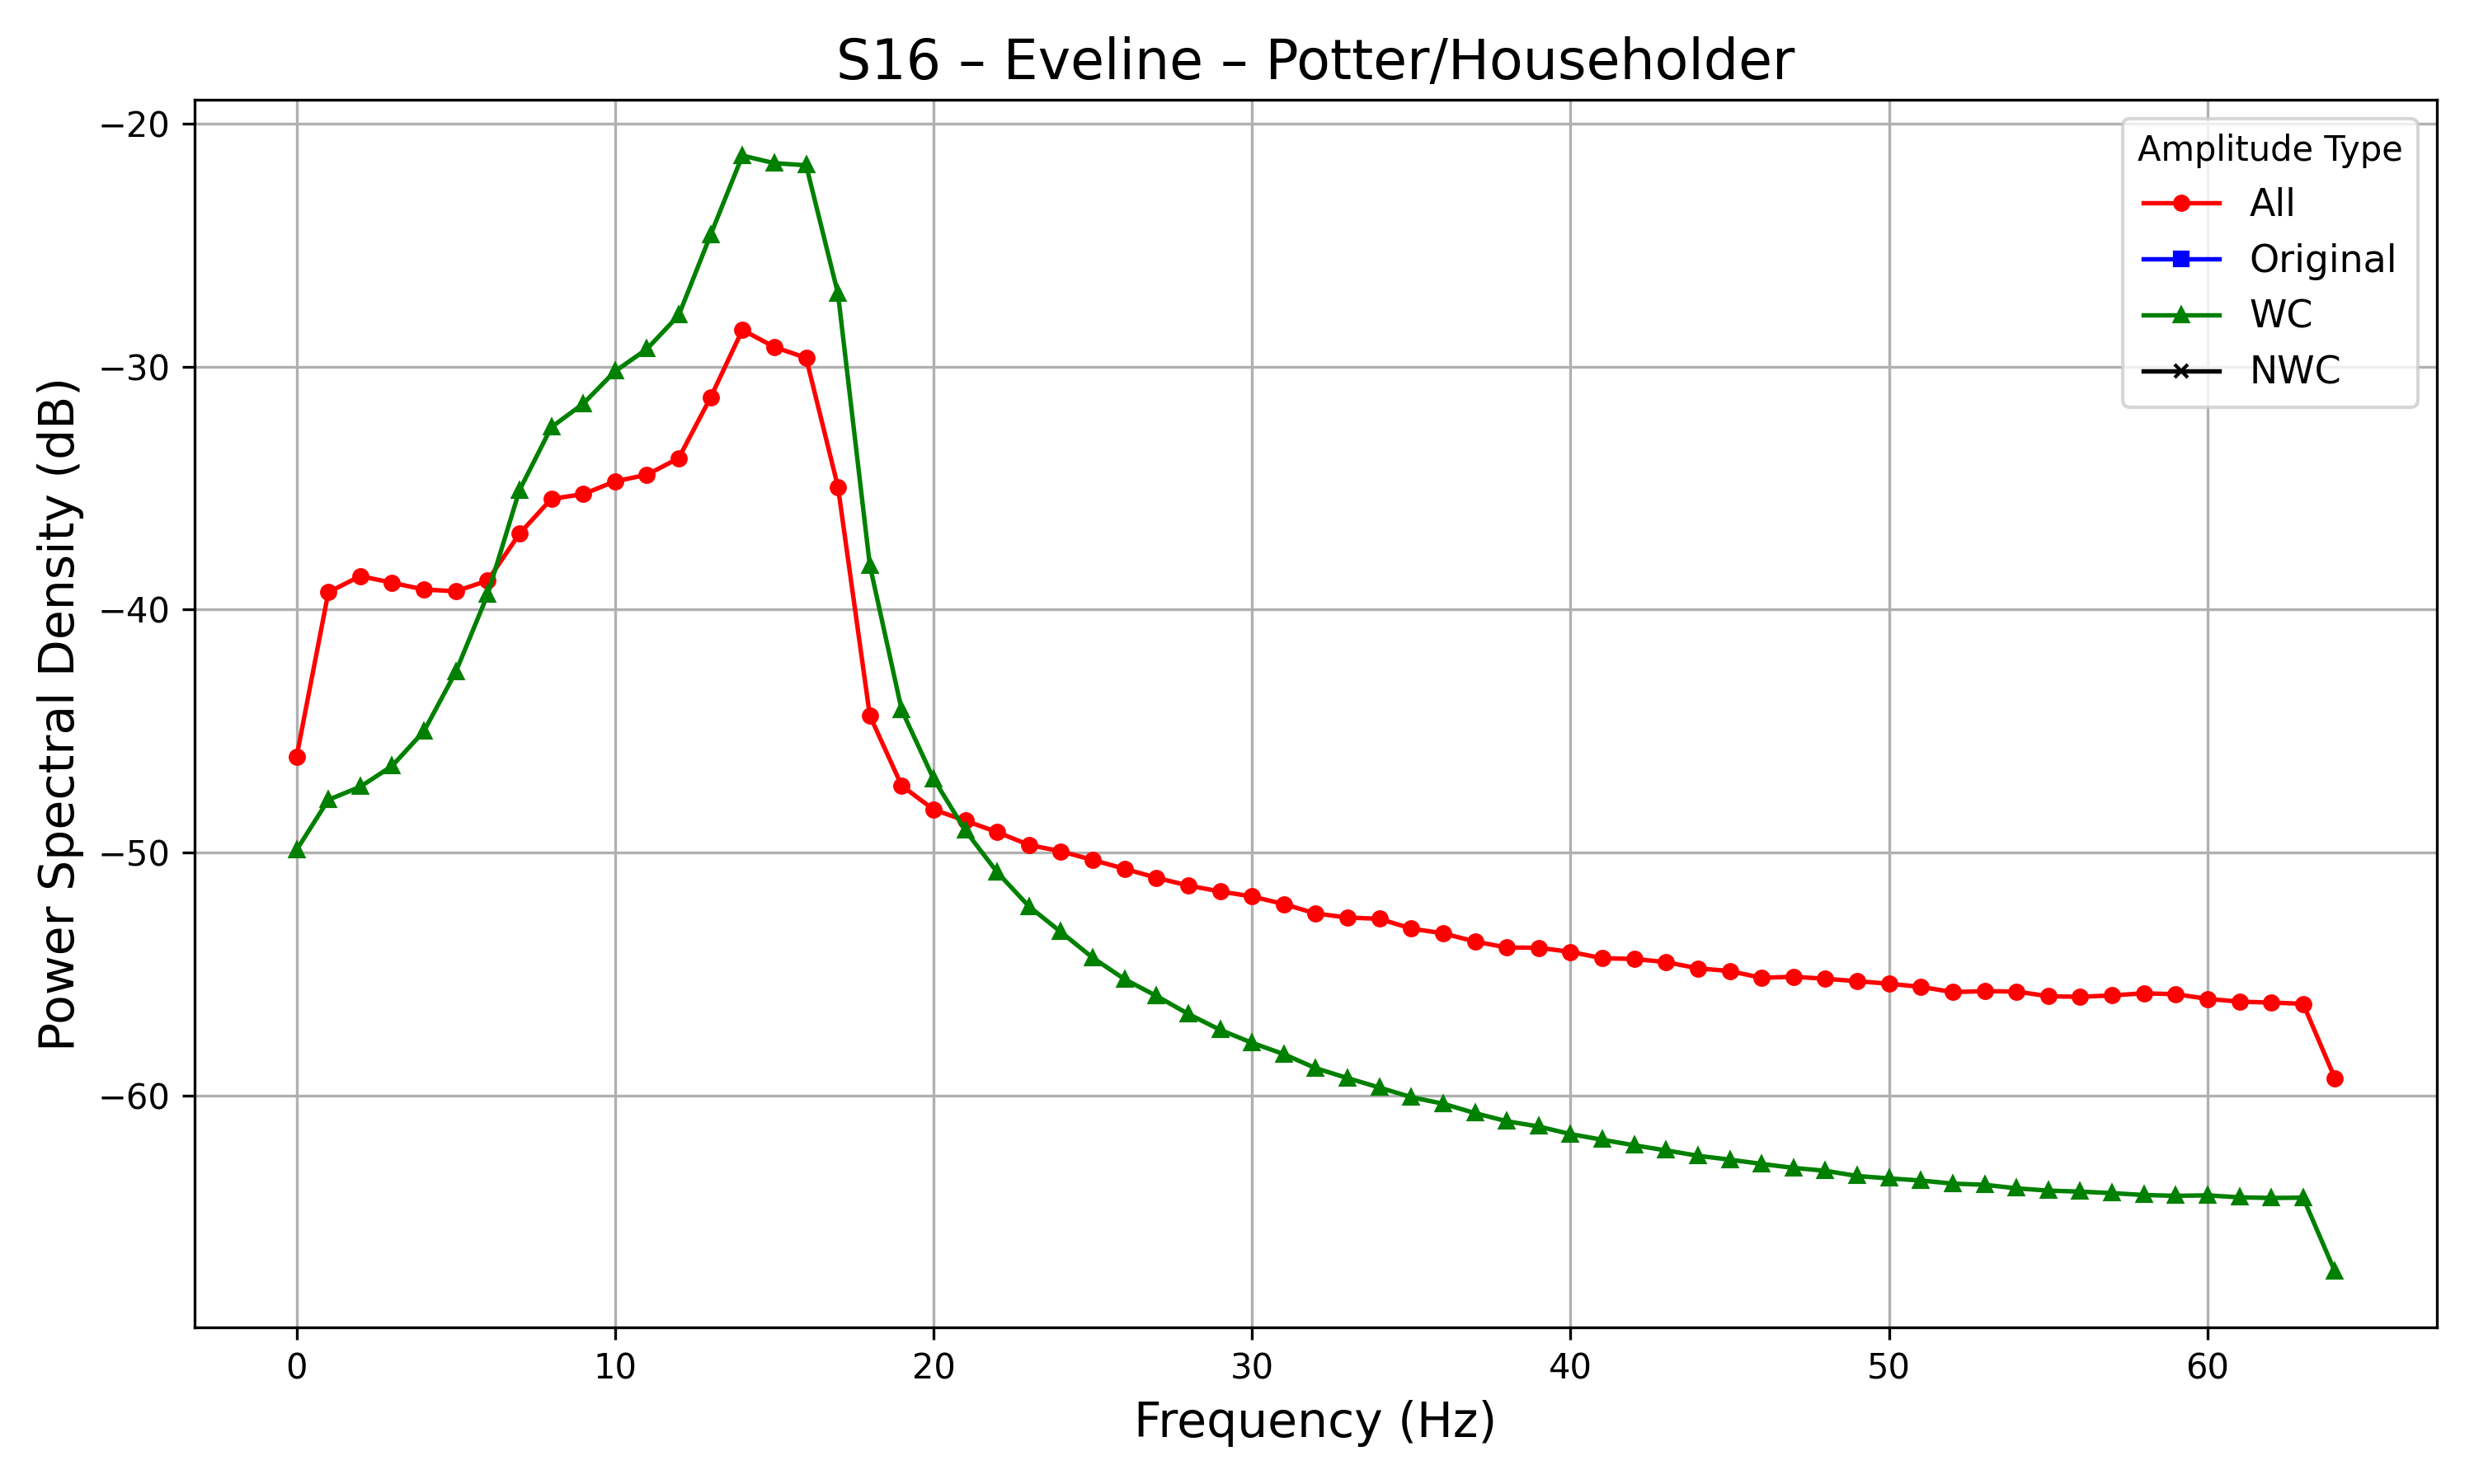 S16 – Eveline – Potter/Householder
Power Spectral Density (dB)
−20
−30
−40
−50
−60
Amplitude Type
All
Original
WC
NWC
0 10 20 30 40 50 60
Frequency (Hz)